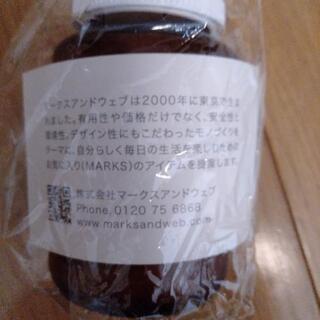 マークスアンドウェブは2000年に東京で生ま
れました。有用性や価格だけでなく、安全性と
環境性、デザイン性にもこだわったモノづくりを
テーマに、自分らしく毎日の生活を楽しむための
お気に入り(MARKS)のアイテムを提案します。
株式会社マークスアンドウェブ
Phone. 0120 75 6868
www.marksandweb.com